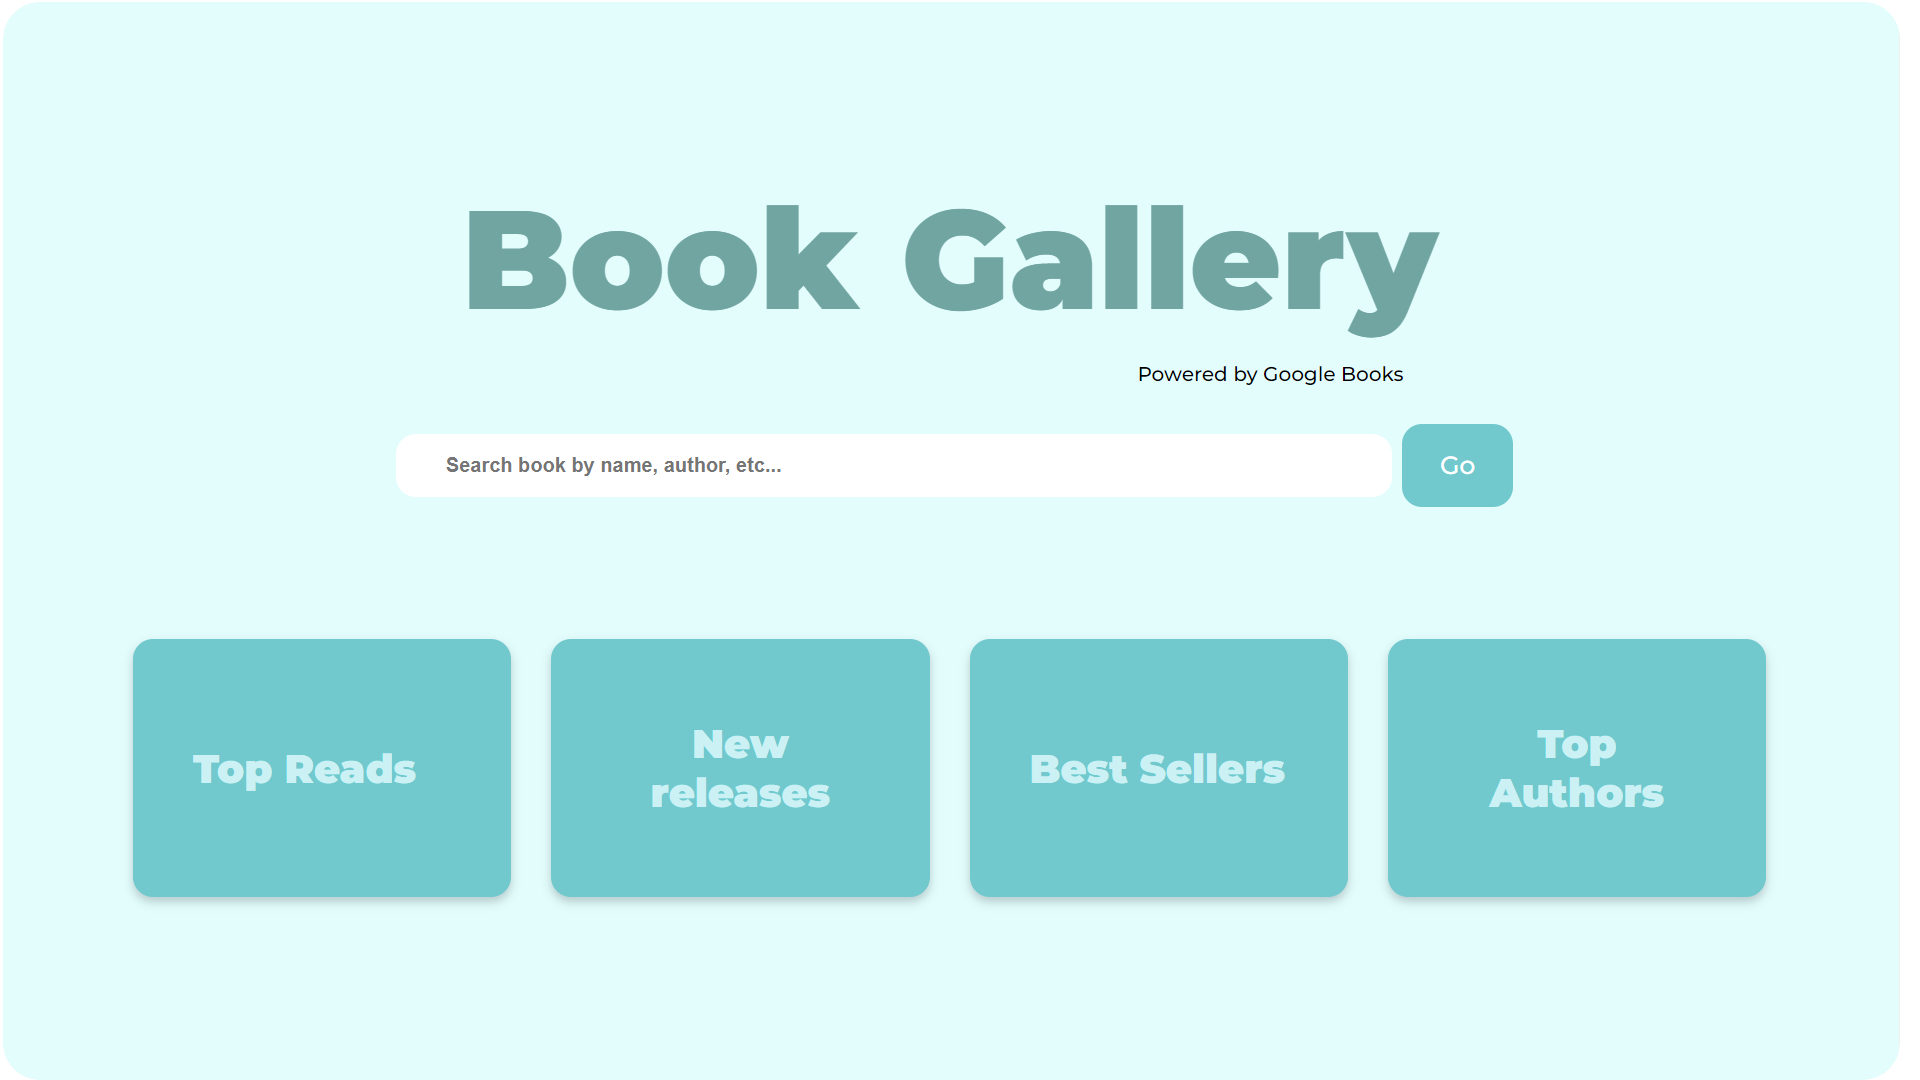 Book Gallery
Powered by Google Books
Search book by name, author, etc...
Go
Top Reads
New
releases
Best Sellers
Top
Authors